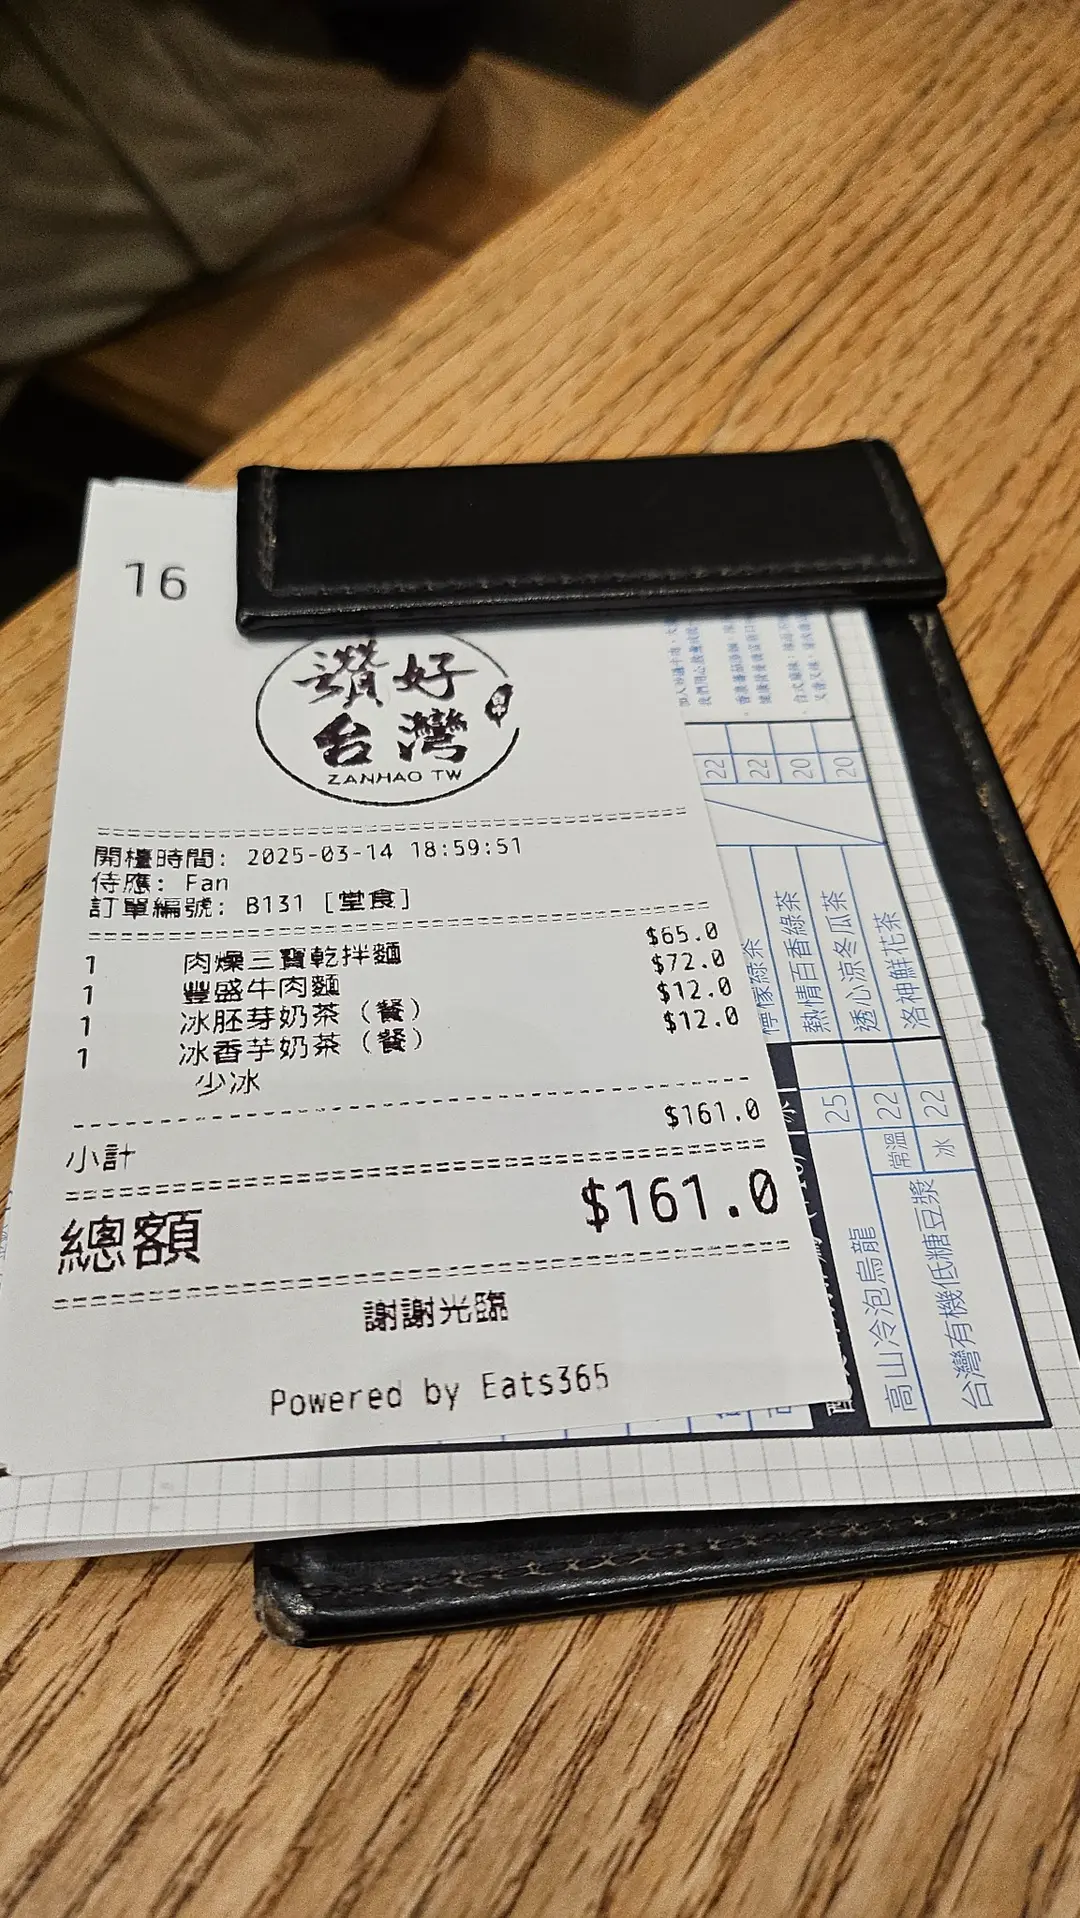 16
讚好
台灣
ZANHAO TW
開檯時間: 2025-03-14 18:59:51
侍應: Fan
訂單編號: B131 [堂食]
1 肉燥三寶乾拌麵 $65.0
1 豐盛牛肉麵 $72.0
1 冰胚芽奶茶（餐） $12.0
1 冰香芋奶茶（餐） $12.0
少冰
小計 $161.0
總額 $161.0
謝謝光臨
Powered by Eats365
22
22
20
20
檸檬綠茶
熱情百香綠茶
透心涼冬瓜茶
洛神鮮花茶
高山冷泡烏龍 25
台灣有機低糖豆漿 常溫 22
冰 22